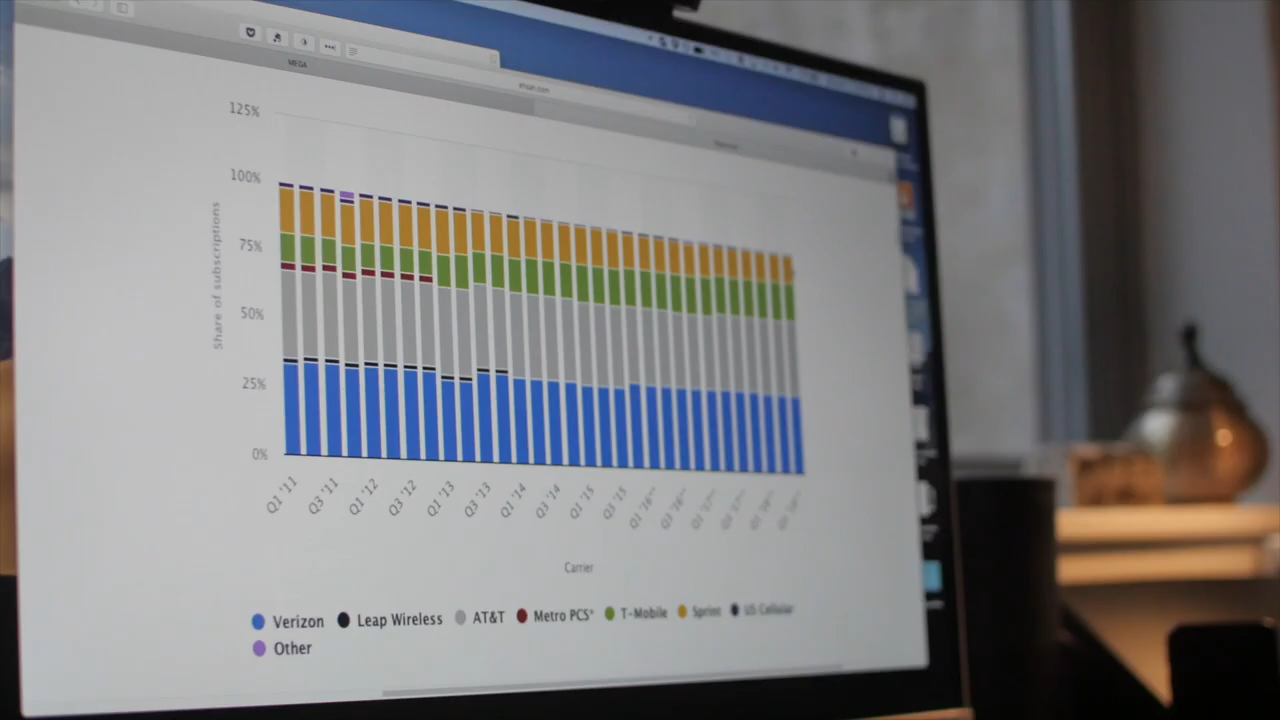 MEGA
125%
100%
75%
50%
25%
0%
Share of subscriptions
Q1 '11
Q3 '11
Q1 '12
Q3 '12
Q1 '13
Q3 '13
Q1 '14
Q3 '14
Q1 '15
Q3 '15
Carrier
Verizon Leap Wireless AT&T Metro PCS* T-Mobile Sprint US Cellular
Other